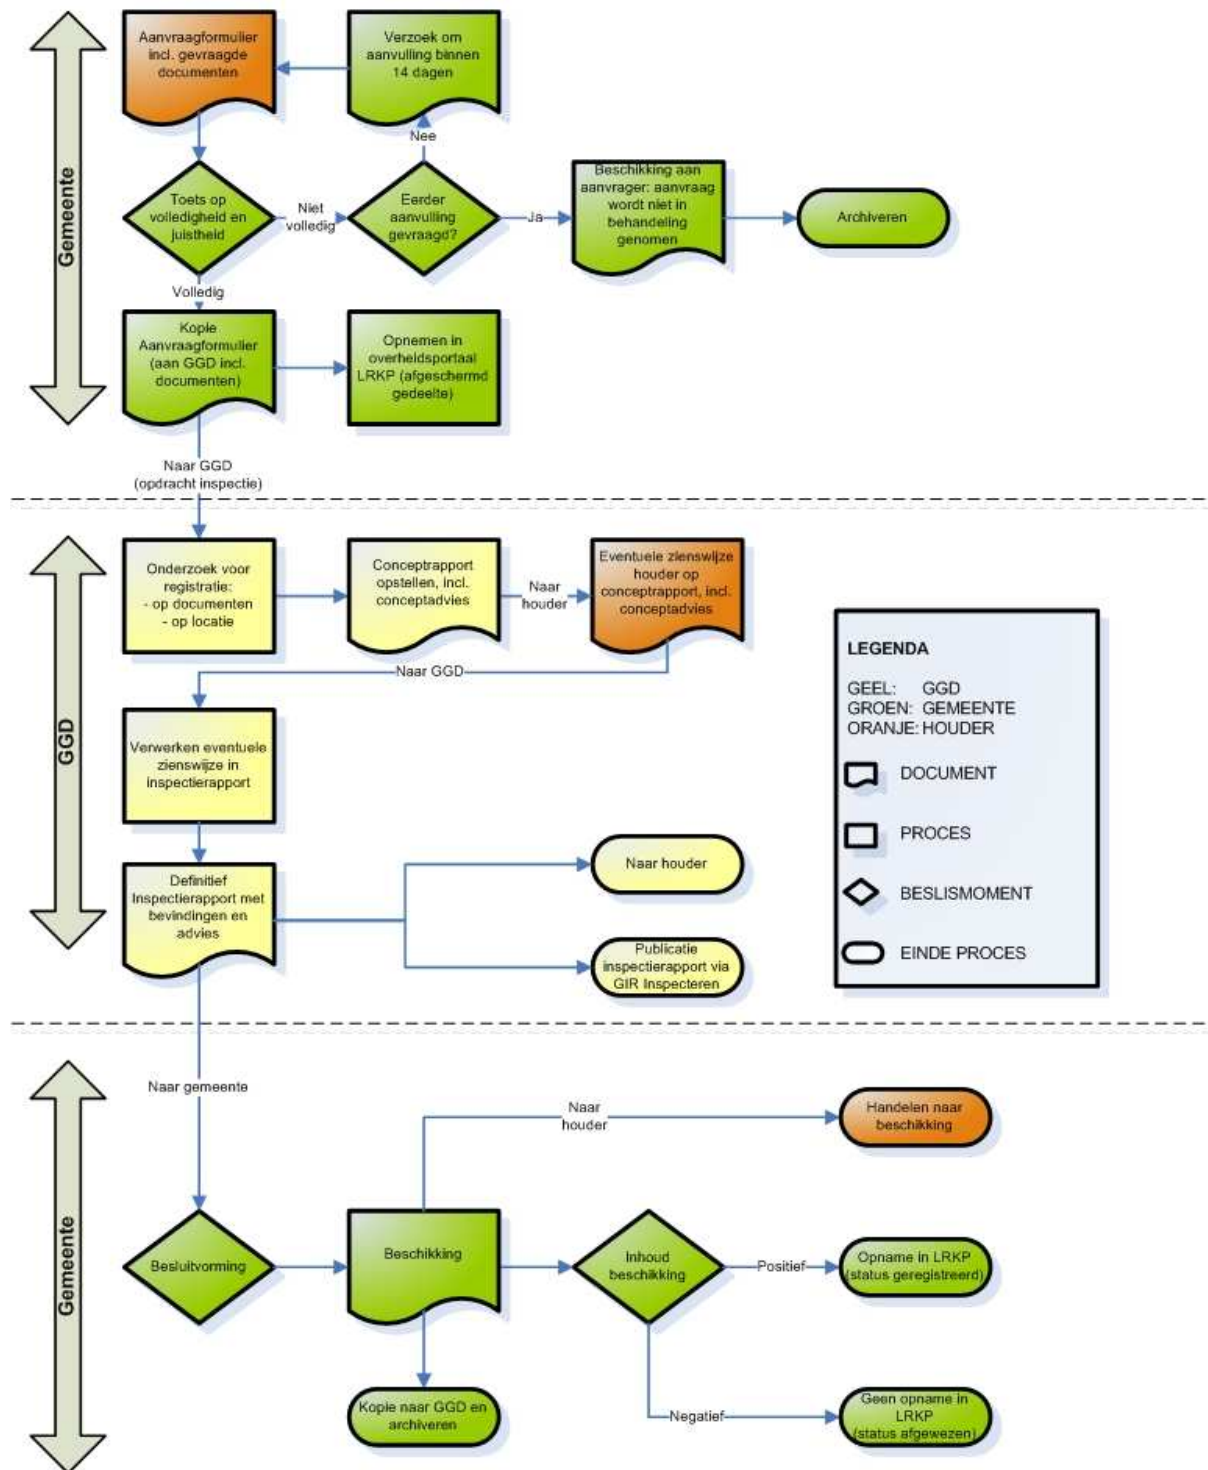 Gemeente
Aanvraagformulier
incl. gevraagde
documenten
Verzoek om
aanvulling binnen
14 dagen
Nee
Toets op
volledigheid en
juistheid
Niet
volledig
Eerder
aanvulling
gevraagd?
Ja
Beschikking aan
aanvrager: aanvraag
wordt niet in
behandeling
genomen
Archiveren
Volledig
Kopie
Aanvraagformulier
(aan GGD incl.
documenten)
Opnemen in
overheidsportaal
LRKP (afgeschermd
gedeelte)
Naar GGD
(opdracht inspectie)
GGD
Onderzoek voor
registratie:
- op documenten
- op locatie
Conceptrapport
opstellen, incl.
conceptadvies
Naar
houder
Eventuele zienswijze
houder op
conceptrapport, incl.
conceptadvies
Naar GGD
Verwerken eventuele
zienswijze in
inspectierapport
Definitief
Inspectierapport met
bevindingen en
advies
Naar houder
Publicatie
inspectierapport via
GIR Inspecteren
LEGENDA
GEEL: GGD
GROEN: GEMEENTE
ORANJE: HOUDER
DOCUMENT
PROCES
BESLISMOMENT
EINDE PROCES
Gemeente
Naar gemeente
Naar
houder
Handelen naar
beschikking
Besluitvorming
Beschikking
Inhoud
beschikking
Positief
Opname in LRKP
(status geregistreerd)
Kopie naar GGD en
archiveren
Negatief
Geen opname in
LRKP
(status afgewezen)